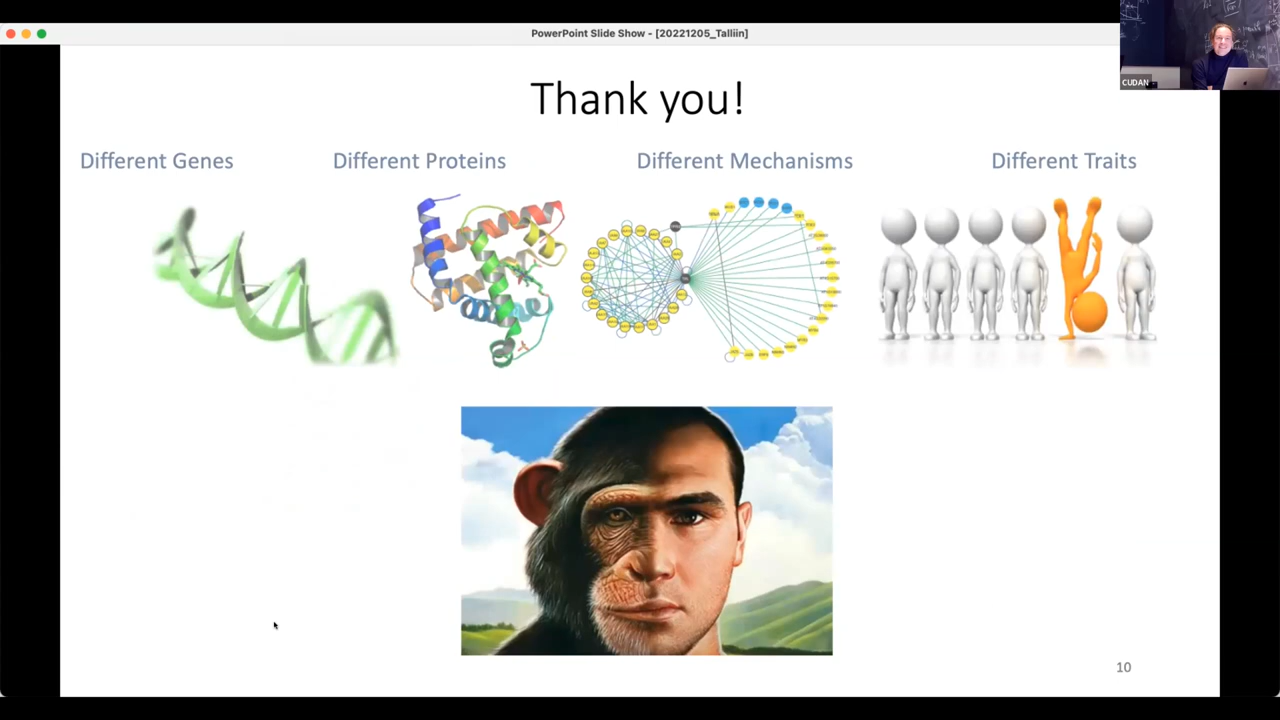 PowerPoint Slide Show - [20221205_Talliin]
CUDAN
Thank you!
Different Genes
Different Proteins
Different Mechanisms
Different Traits
10